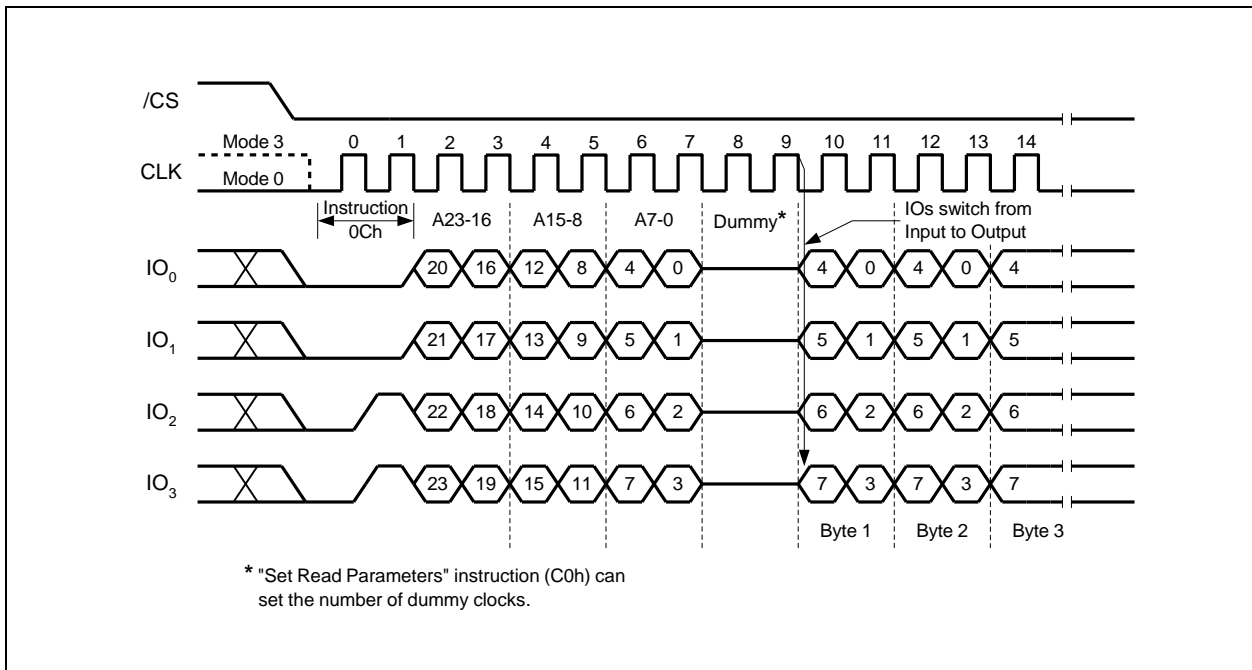 /CS
Mode 3 0 1 2 3 4 5 6 7 8 9 10 11 12 13 14
CLK
Mode 0
Instruction
0Ch
A23-16 A15-8 A7-0 Dummy*
IOs switch from
Input to Output
IO0 20 16 12 8 4 0 4 0 4 0 4
IO1 21 17 13 9 5 1 5 1 5 1 5
IO2 22 18 14 10 6 2 6 2 6 2 6
IO3 23 19 15 11 7 3 7 3 7 3 7
Byte 1 Byte 2 Byte 3
* "Set Read Parameters" instruction (C0h) can
set the number of dummy clocks.